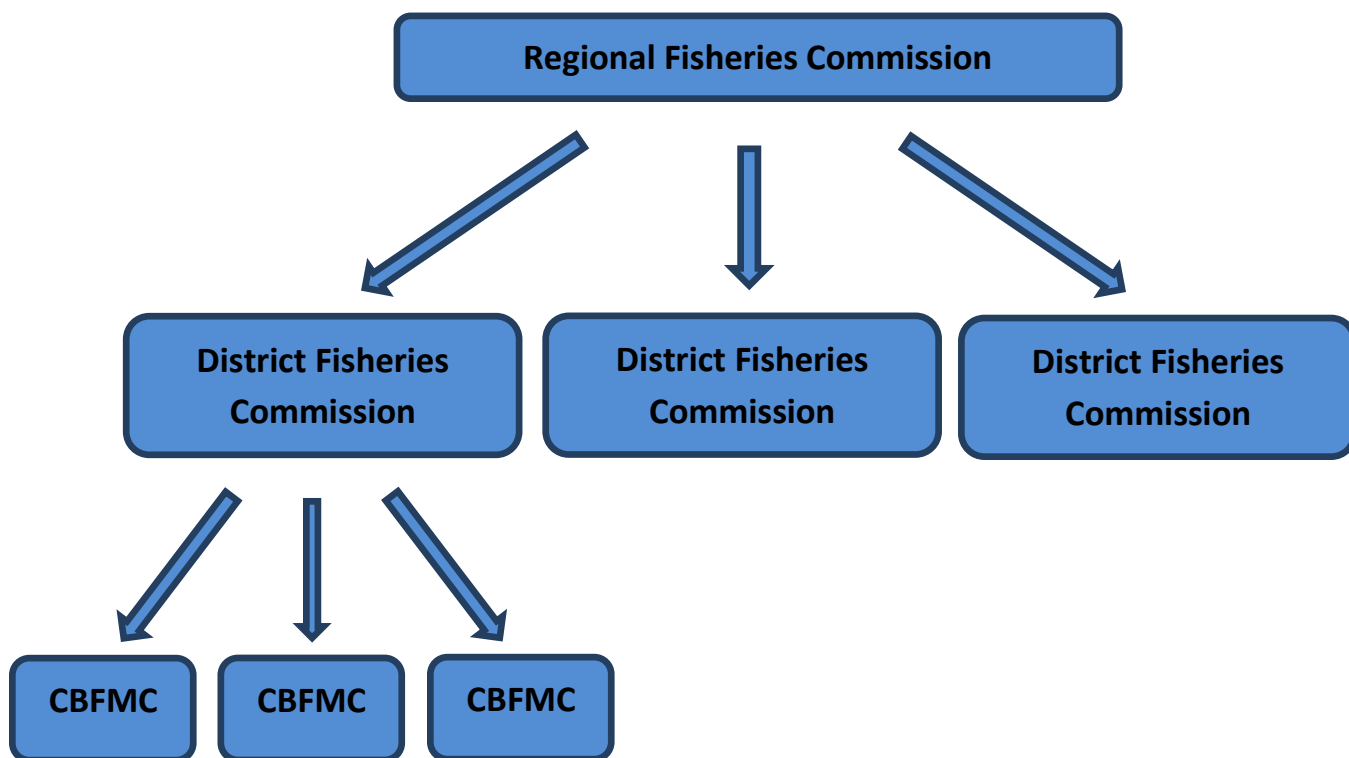 Regional Fisheries Commission
District Fisheries
Commission
District Fisheries
Commission
District Fisheries
Commission
CBFMC
CBFMC
CBFMC